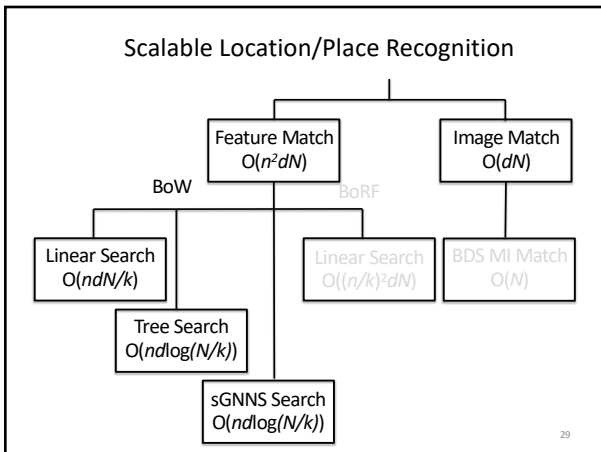 Scalable Location/Place Recognition
Feature Match
O(n²dN)
Image Match
O(dN)
BoW
BoRF
Linear Search
O(ndN/k)
Linear Search
O((n/k)²dN)
BDS MI Match
O(N)
Tree Search
O(ndlog(N/k))
sGNNS Search
O(ndlog(N/k))
29